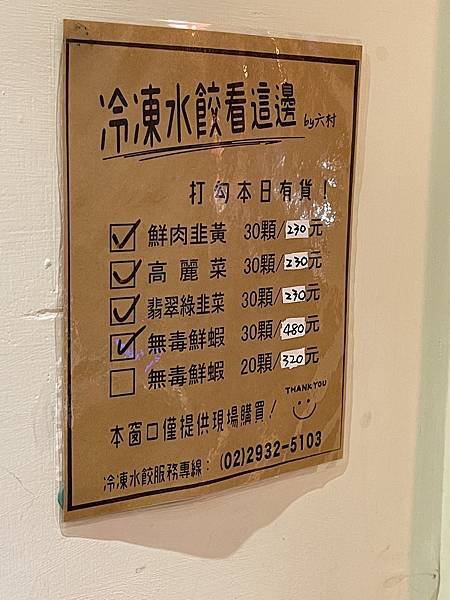 冷凍水餃看這邊 by六村
打勾本日有貨！
鮮肉韭黃 30顆/230元
高麗菜 30顆/230元
翡翠綠韭菜 30顆/230元
無毒鮮蝦 30顆/480元
無毒鮮蝦 20顆/320元
THANK YOU
本窗口僅提供現場購買！
冷凍水餃服務專線：(02)2932-5103